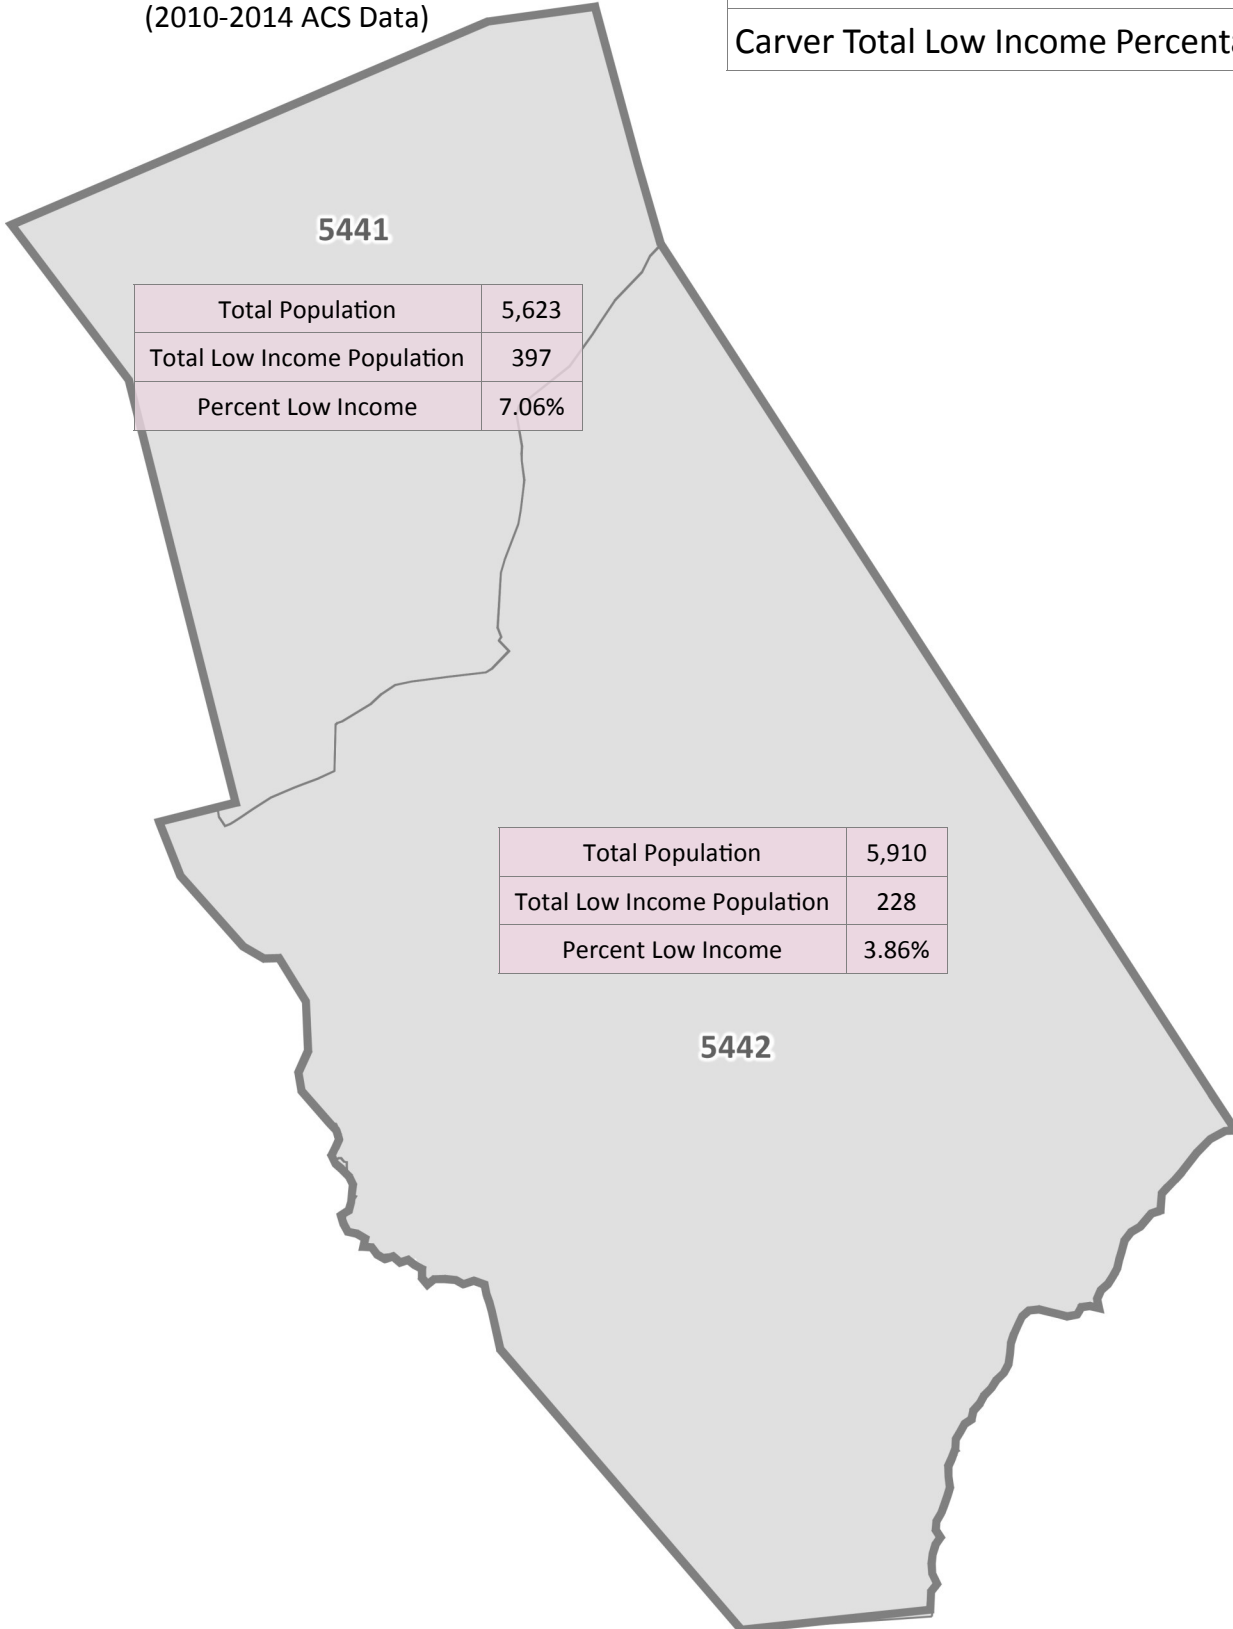 (2010-2014 ACS Data)
Carver Total Low Income
5441
Total Population 5,623
Total Low Income Population 397
Percent Low Income 7.06%
Total Population 5,910
Total Low Income Population 228
Percent Low Income 3.86%
5442